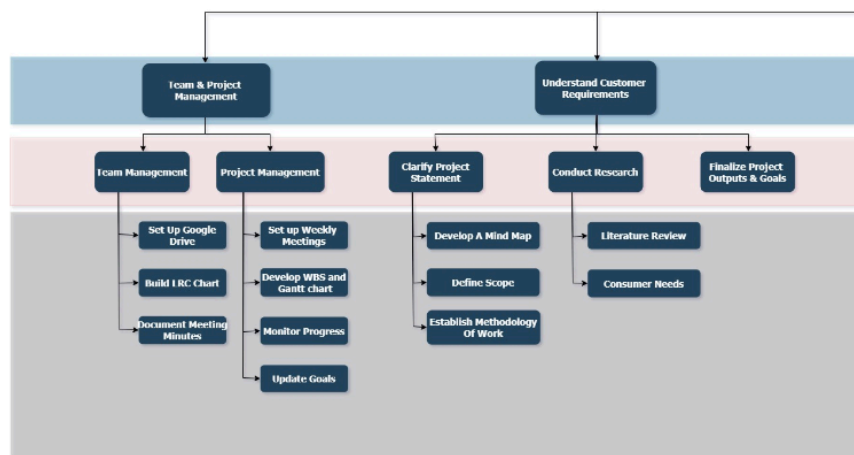 Team & Project
Management
Understand Customer
Requirements
Team Management
Project Management
Clarify Project
Statement
Conduct Research
Finalize Project
Outputs & Goals
Set Up Google
Drive
Build LRC Chart
Document Meeting
Minutes
Set up Weekly
Meetings
Develop WBS and
Gantt chart
Monitor Progress
Update Goals
Develop A Mind Map
Define Scope
Establish Methodology
Of Work
Literature Review
Consumer Needs